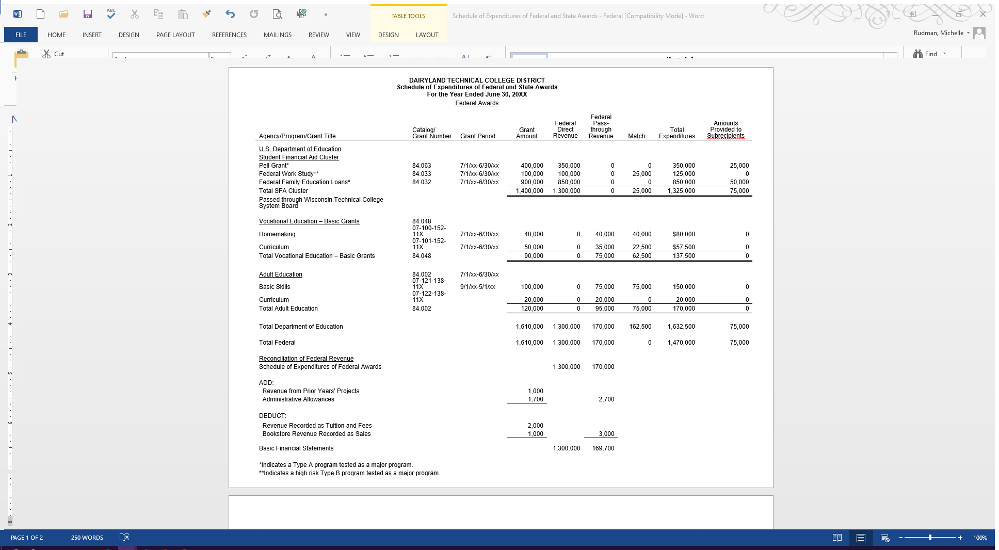 ABC
TABLE TOOLS
Schedule of Expenditures of Federal and State Awards - Federal [Compatibility Mode] - Word
FILE HOME INSERT DESIGN PAGE LAYOUT REFERENCES MAILINGS REVIEW VIEW DESIGN LAYOUT
Rudman, Michelle
Cut
Find
DAIRYLAND TECHNICAL COLLEGE DISTRICT
Schedule of Expenditures of Federal and State Awards
For the Year Ended June 30, 20XX
Federal Awards
Federal
Federal Pass- Amounts
Catalog/ Grant Direct through Total Provided to
Agency/Program/Grant Title Grant Number Grant Period Amount Revenue Revenue Match Expenditures Subrecipients
U.S. Department of Education
Student Financial Aid Cluster
Pell Grant* 84.063 7/1/xx-6/30/xx 400,000 350,000 0 0 350,000 25,000
Federal Work Study** 84.033 7/1/xx-6/30/xx 100,000 100,000 0 25,000 125,000 0
Federal Family Education Loans* 84.032 7/1/xx-6/30/xx 900,000 850,000 0 0 850,000 50,000
Total SFA Cluster 1,400,000 1,300,000 0 25,000 1,325,000 75,000
Passed through Wisconsin Technical College
System Board
Vocational Education – Basic Grants 84.048
07-100-152-
Homemaking 11X 7/1/xx-6/30/xx 40,000 0 40,000 40,000 $80,000 0
07-101-152-
Curriculum 11X 7/1/xx-6/30/xx 50,000 0 35,000 22,500 $57,500 0
Total Vocational Education – Basic Grants 84.048 90,000 0 75,000 62,500 137,500 0
Adult Education 84.002 7/1/xx-6/30/xx
07-121-138-
Basic Skills 11X 9/1/xx-5/1/xx 100,000 0 75,000 75,000 150,000 0
07-122-138-
Curriculum 11X 20,000 0 20,000 0 20,000 0
Total Adult Education 84.002 120,000 0 95,000 75,000 170,000 0
Total Department of Education 1,610,000 1,300,000 170,000 162,500 1,632,500 75,000
Total Federal 1,610,000 1,300,000 170,000 0 1,470,000 75,000
Reconciliation of Federal Revenue
Schedule of Expenditures of Federal Awards 1,300,000 170,000
ADD:
Revenue from Prior Years' Projects 1,000
Administrative Allowances 1,700 2,700
DEDUCT:
Revenue Recorded as Tuition and Fees 2,000
Bookstore Revenue Recorded as Sales 1,000 3,000
Basic Financial Statements 1,300,000 169,700
*Indicates a Type A program tested as a major program.
**Indicates a high risk Type B program tested as a major program.
1
2
3
4
5
6
8
PAGE 1 OF 2 250 WORDS 100%